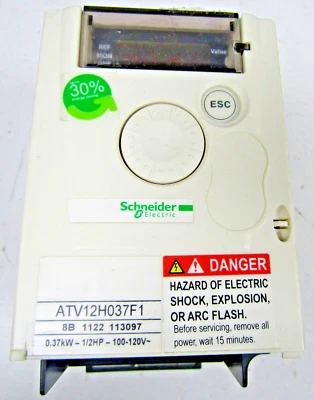 REF
MON
Value
30%
ESC
Schneider
Electric
DANGER
HAZARD OF ELECTRIC
SHOCK, EXPLOSION,
OR ARC FLASH.
Before servicing, remove all
power, wait 15 minutes.
ATV12H037F1
8B 1122 113097
0,37kW - 1/2HP - 100-120V~